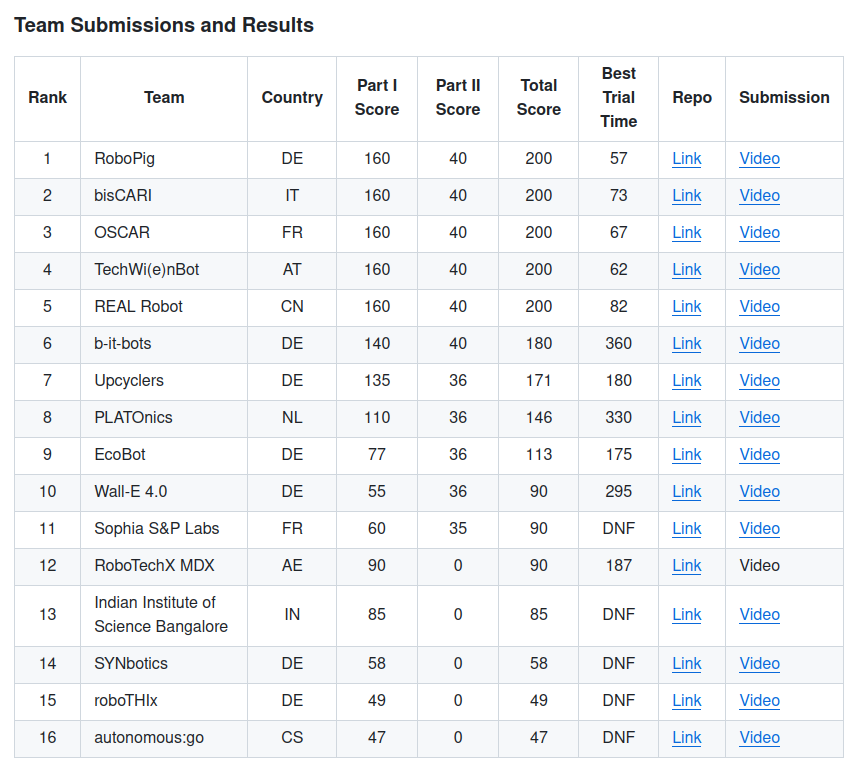 Team Submissions and Results
Rank Team Country Part I Score Part II Score Total Score Best Trial Time Repo Submission
1 RoboPig DE 160 40 200 57 Link Video
2 bisCARI IT 160 40 200 73 Link Video
3 OSCAR FR 160 40 200 67 Link Video
4 TechWi(e)nBot AT 160 40 200 62 Link Video
5 REAL Robot CN 160 40 200 82 Link Video
6 b-it-bots DE 140 40 180 360 Link Video
7 Upcyclers DE 135 36 171 180 Link Video
8 PLATOnics NL 110 36 146 330 Link Video
9 EcoBot DE 77 36 113 175 Link Video
10 Wall-E 4.0 DE 55 36 90 295 Link Video
11 Sophia S&P Labs FR 60 35 90 DNF Link Video
12 RoboTechX MDX AE 90 0 90 187 Link Video
13 Indian Institute of Science Bangalore IN 85 0 85 DNF Link Video
14 SYNbotics DE 58 0 58 DNF Link Video
15 roboTHIx DE 49 0 49 DNF Link Video
16 autonomous:go CS 47 0 47 DNF Link Video